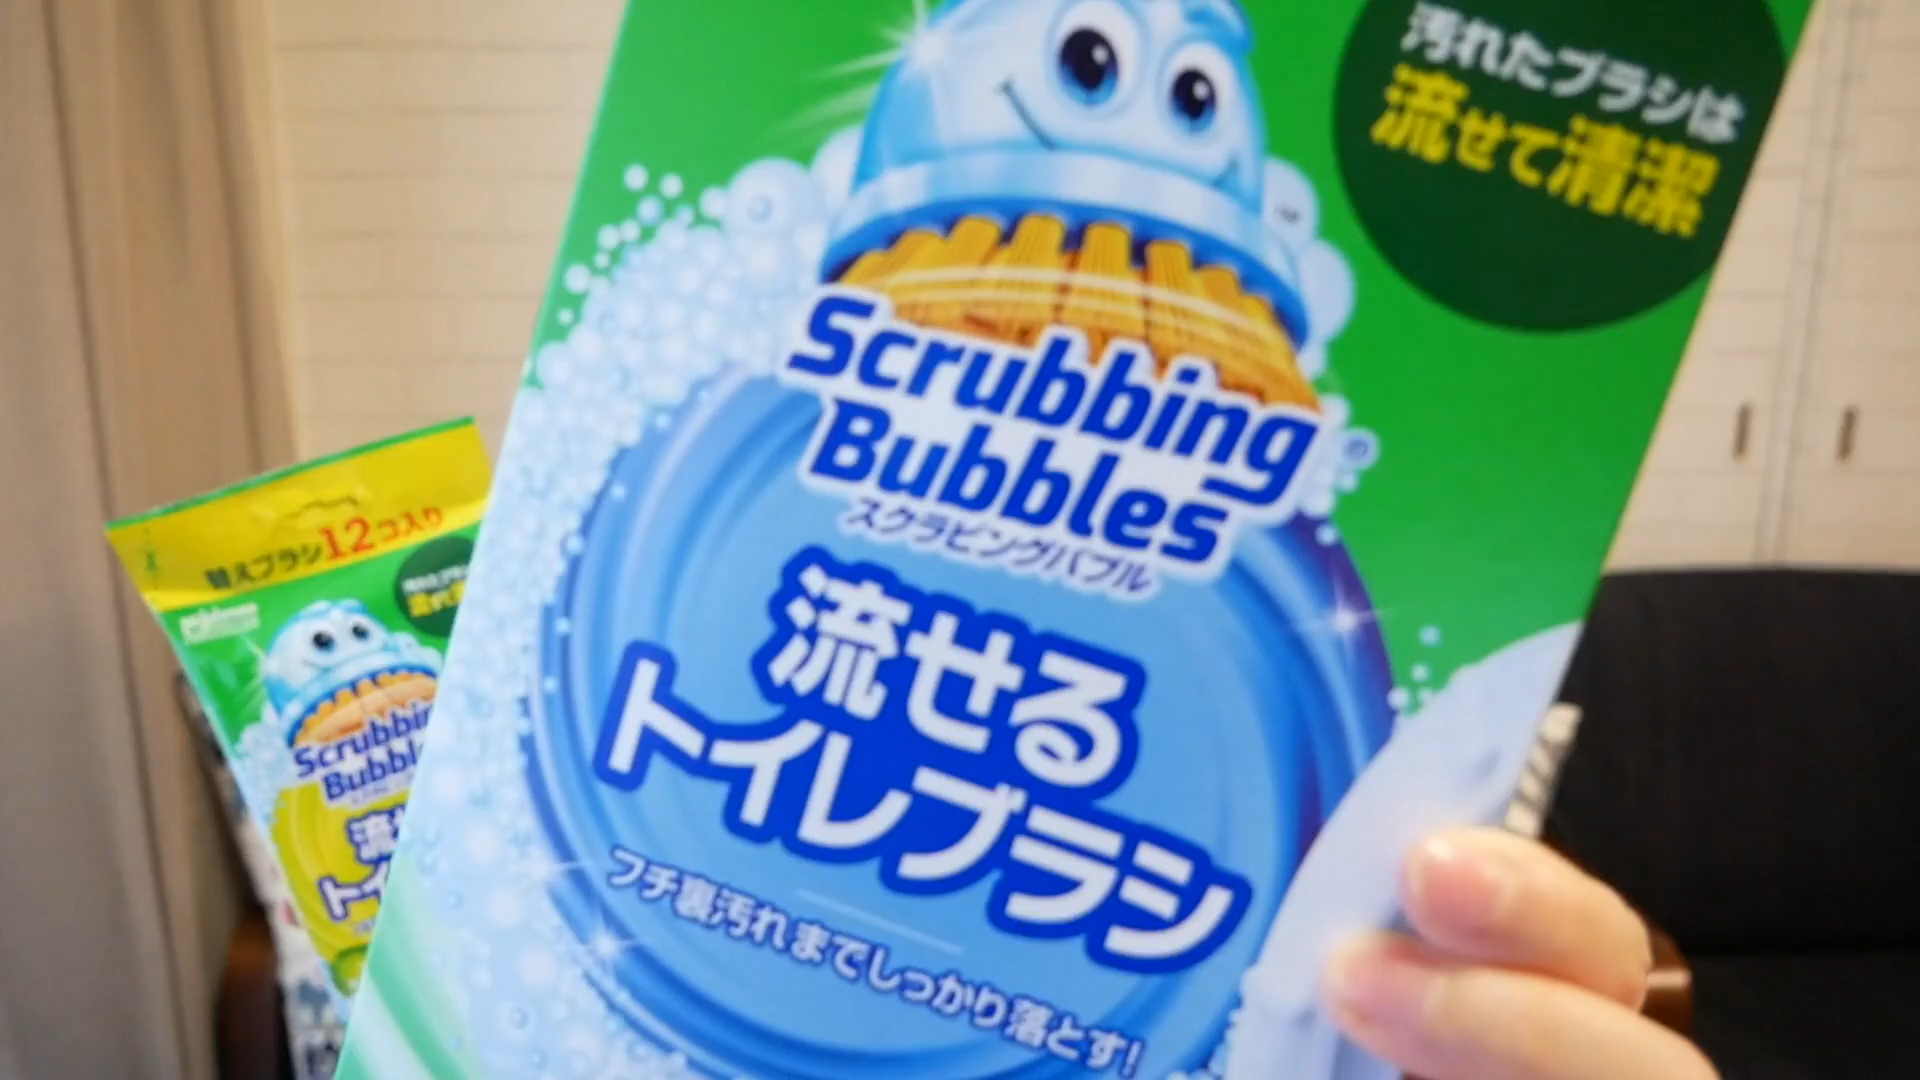 汚れたブラシは
流せて清潔
Scrubbing
Bubbles
スクラビングバブル
流せる
トイレブラシ
フチ裏汚れまでしっかり落とす!
替えブラシ12コ入り
Scrubbin
Bubbl